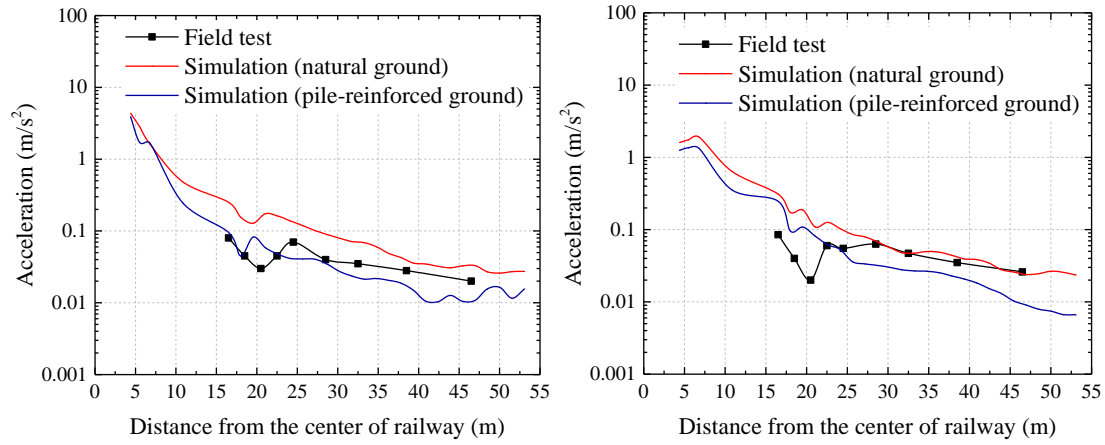 100
10
1
0.1
0.01
0.001
Acceleration (m/s²)
Field test
Simulation (natural ground)
Simulation (pile-reinforced ground)
0 5 10 15 20 25 30 35 40 45 50 55
Distance from the center of railway (m)
100
10
1
0.1
0.01
0.001
Acceleration (m/s²)
Field test
Simulation (natural ground)
Simulation (pile-reinforced ground)
0 5 10 15 20 25 30 35 40 45 50 55
Distance from the center of railway (m)